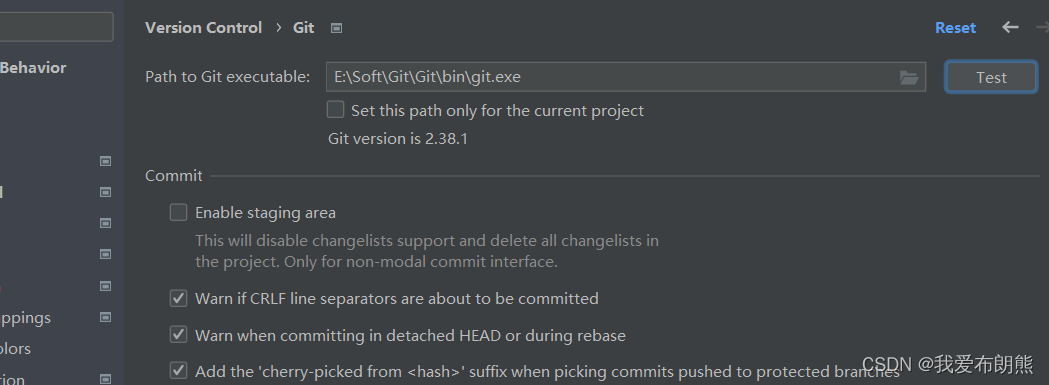 Version Control › Git
Reset
Behavior
Path to Git executable:
E:\Soft\Git\Git\bin\git.exe
Test
Set this path only for the current project
Git version is 2.38.1
Commit
Enable staging area
This will disable changelists support and delete all changelists in
the project. Only for non-modal commit interface.
Warn if CRLF line separators are about to be committed
ppings
Warn when committing in detached HEAD or during rebase
olors
Add the 'cherry-picked from <hash>' suffix when picking commits pushed to protected branches
tion
CSDN @我爱布朗熊